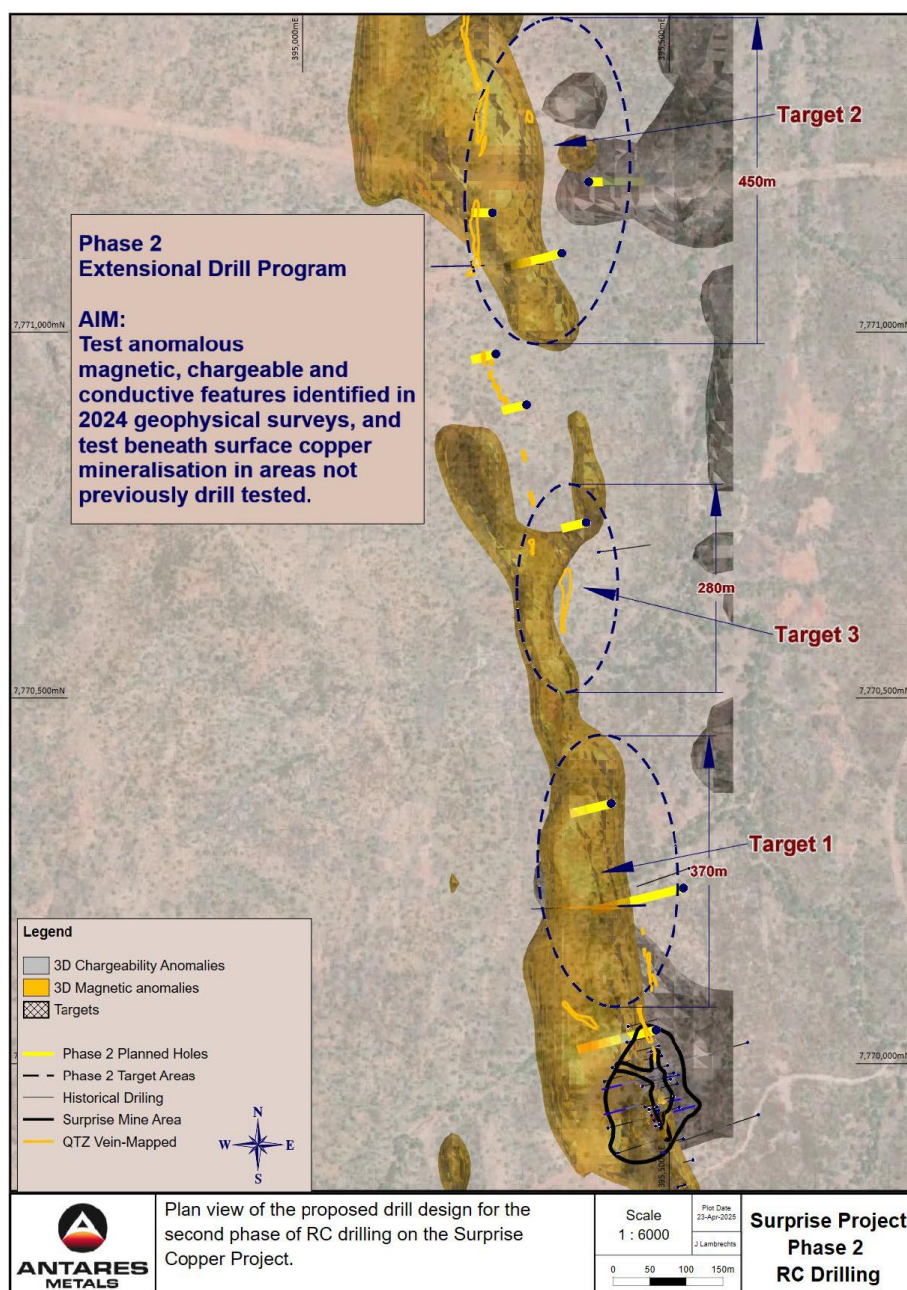 395,000mE
395,500mE
Target 2
450m
Phase 2
Extensional Drill Program
AIM:
Test anomalous
magnetic, chargeable and
conductive features identified in
2024 geophysical surveys, and
test beneath surface copper
mineralisation in areas not
previously drill tested.
7,771,000mN
7,771,000mN
280m
Target 3
7,770,500mN
7,770,500mN
Target 1
370m
Legend
3D Chargeability Anomalies
3D Magnetic anomalies
Targets
Phase 2 Planned Holes
Phase 2 Target Areas
Historical Driling
Surprise Mine Area
QTZ Vein-Mapped
N
W E
S
7,770,000mN
395,500mE
ANTARES
METALS
Plan view of the proposed drill design for the
second phase of RC drilling on the Surprise
Copper Project.
Scale
1 : 6000
Plot Date
23-Apr-2025
J Lambrechts
0 50 100 150m
Surprise Project
Phase 2
RC Drilling